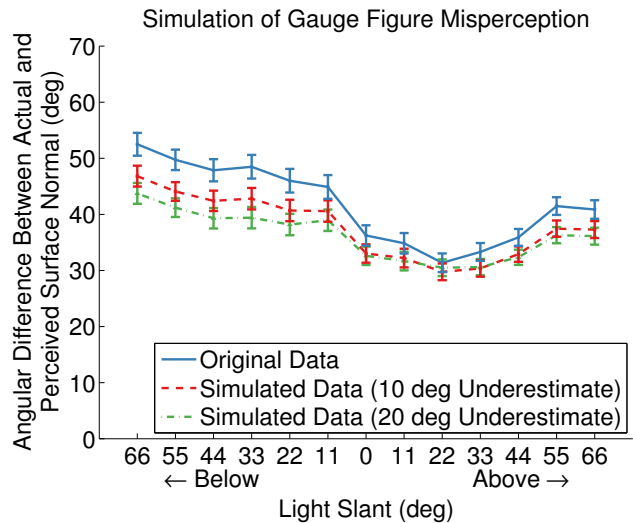 Simulation of Gauge Figure Misperception
Angular Difference Between Actual and
Perceived Surface Normal (deg)
70
60
50
40
30
20
10
0
Original Data
Simulated Data (10 deg Underestimate)
Simulated Data (20 deg Underestimate)
66 55 44 33 22 11 0 11 22 33 44 55 66
← Below Above →
Light Slant (deg)